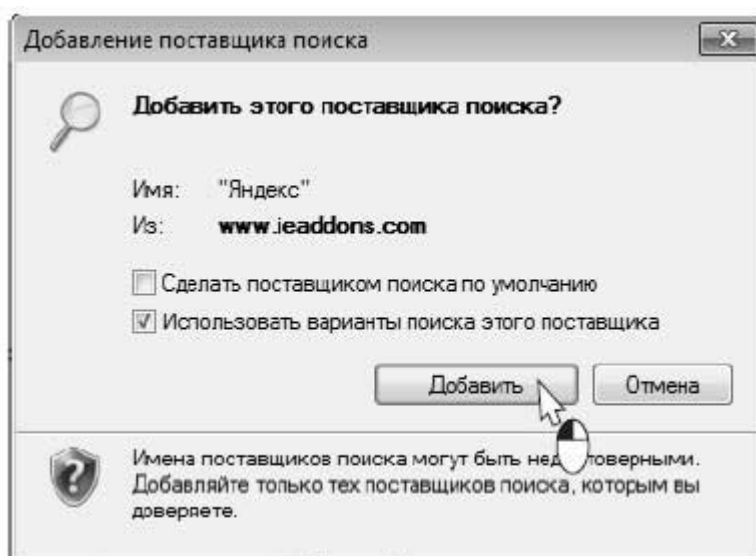 Добавление поставщика поиска
Добавить этого поставщика поиска?
Имя: "Яндекс"
Из: www.ieaddons.com
Сделать поставщиком поиска по умолчанию
Использовать варианты поиска этого поставщика
Добавить Отмена
Имена поставщиков поиска могут быть недостоверными.
Добавляйте только тех поставщиков поиска, которым вы
доверяете.